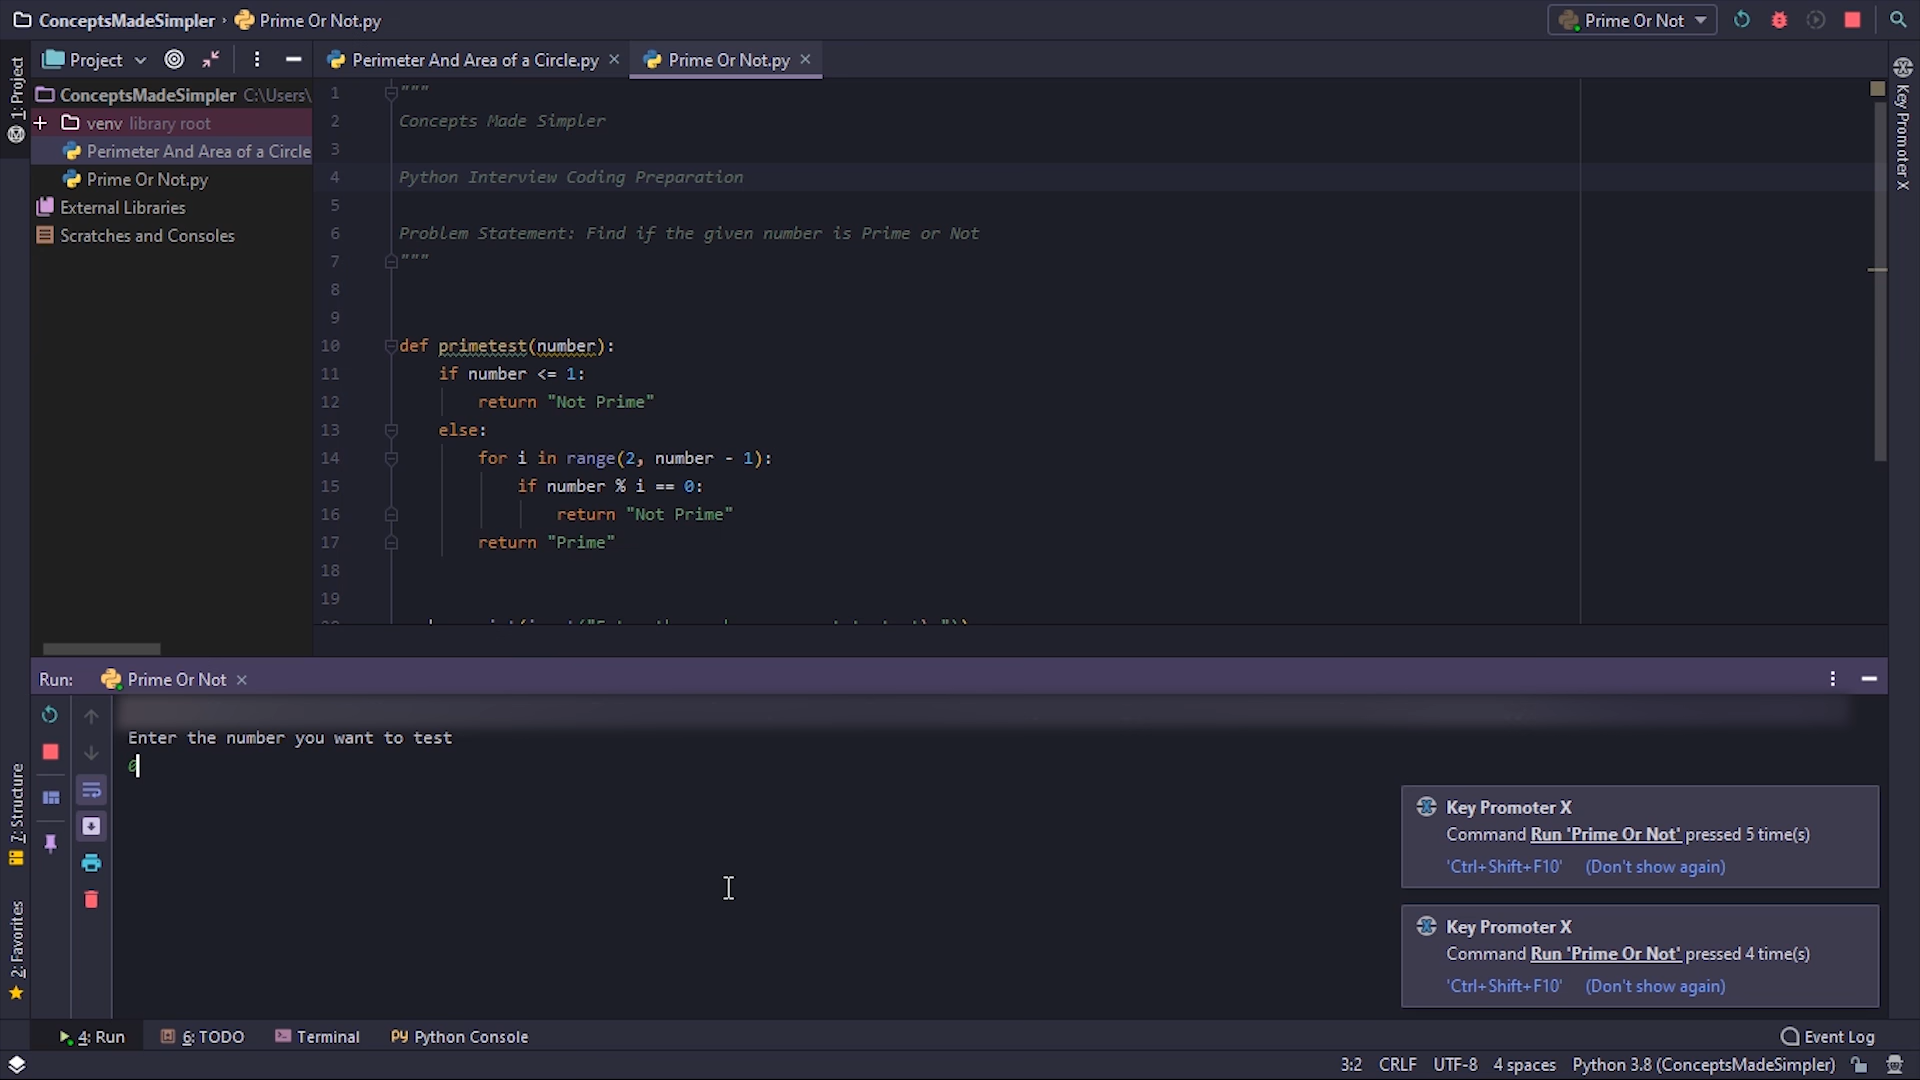 ConceptsMadeSimpler › Prime Or Not.py
Prime Or Not
1: Project
Project
Perimeter And Area of a Circle.py
Prime Or Not.py
ConceptsMadeSimpler C:\Users\
venv library root
Perimeter And Area of a Circle
Prime Or Not.py
External Libraries
Scratches and Consoles
1 """
2 Concepts Made Simpler
3
4 Python Interview Coding Preparation
5
6 Problem Statement: Find if the given number is Prime or Not
7 """
8
9
10 def primetest(number):
11 if number <= 1:
12 return "Not Prime"
13 else:
14 for i in range(2, number - 1):
15 if number % i == 0:
16 return "Not Prime"
17 return "Prime"
18
19
Key Promoter X
Run: Prime Or Not
Enter the number you want to test
Key Promoter X
Command Run 'Prime Or Not' pressed 5 time(s)
'Ctrl+Shift+F10' (Don't show again)
Key Promoter X
Command Run 'Prime Or Not' pressed 4 time(s)
'Ctrl+Shift+F10' (Don't show again)
7: Structure
2: Favorites
4: Run
6: TODO
Terminal
Python Console
Event Log
3:2 CRLF UTF-8 4 spaces Python 3.8 (ConceptsMadeSimpler)